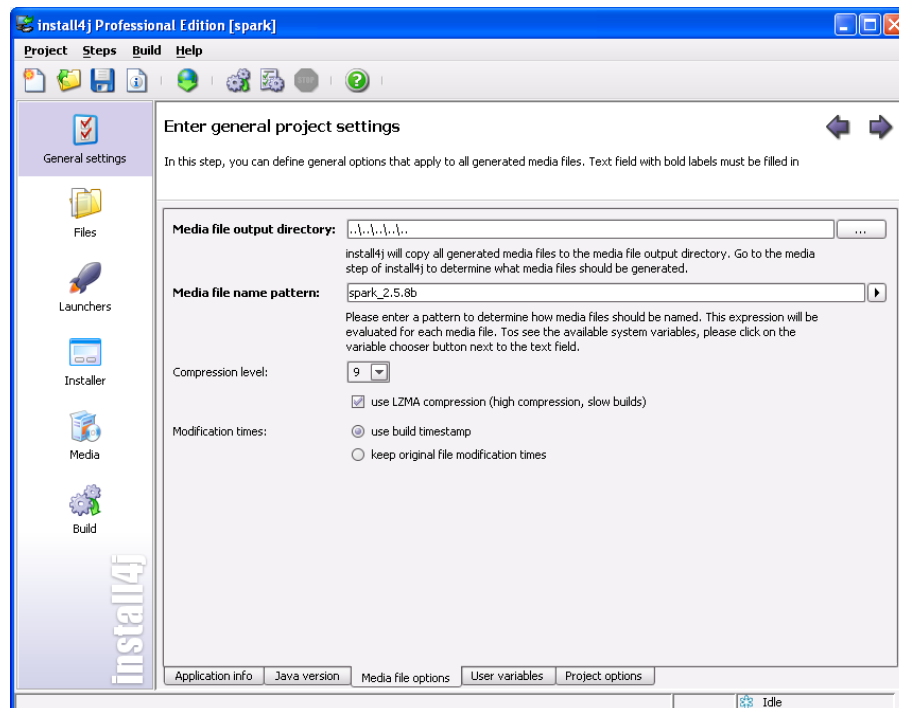 install4j Professional Edition [spark]
Project Steps Build Help
STOP
General settings
Files
Launchers
Installer
Media
Build
install4j
Enter general project settings
In this step, you can define general options that apply to all generated media files. Text field with bold labels must be filled in
Media file output directory: ..\..\..\..\.. ...
install4j will copy all generated media files to the media file output directory. Go to the media
step of install4j to determine what media files should be generated.
Media file name pattern: spark_2.5.8b
Please enter a pattern to determine how media files should be named. This expression will be
evaluated for each media file. Tos see the available system variables, please click on the
variable chooser button next to the text field.
Compression level: 9
use LZMA compression (high compression, slow builds)
Modification times: use build timestamp
keep original file modification times
Application info Java version Media file options User variables Project options
Idle